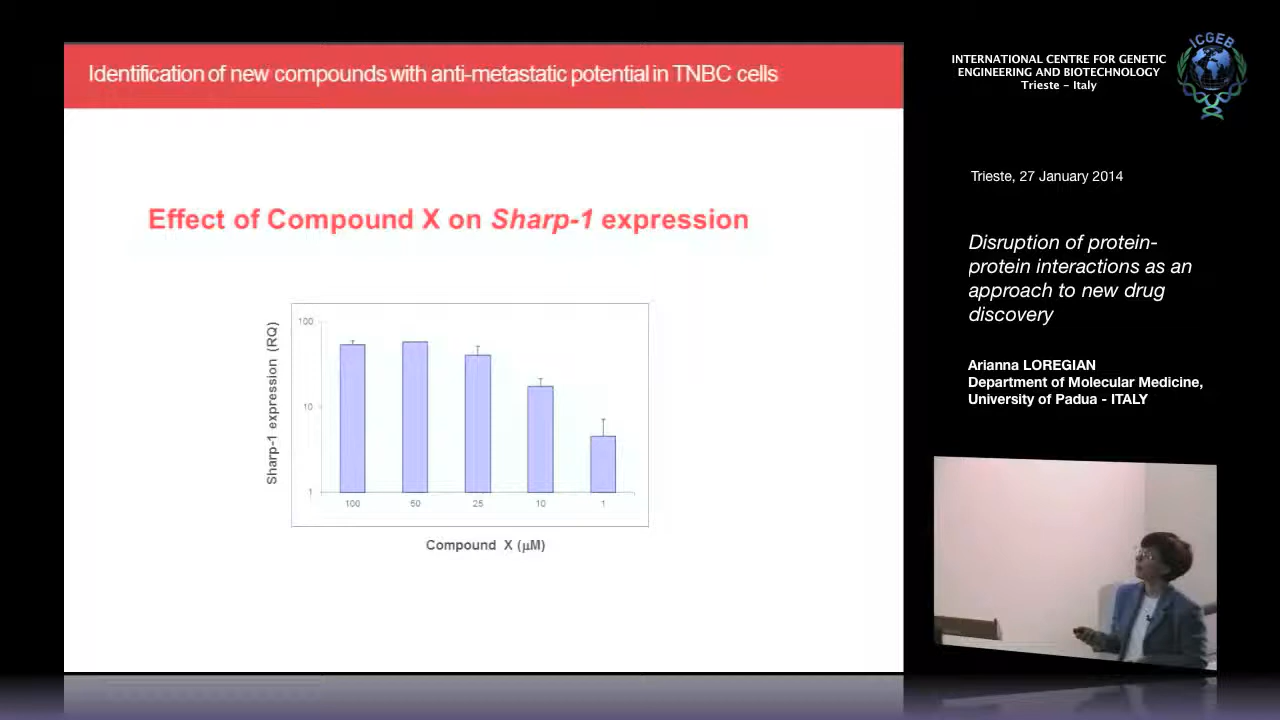 Identification of new compounds with anti-metastatic potential in TNBC cells
Effect of Compound X on Sharp-1 expression
Sharp-1 expression (RQ)
100
10
1
100
50
25
10
1
Compound X (μM)
INTERNATIONAL CENTRE FOR GENETIC
ENGINEERING AND BIOTECHNOLOGY
Trieste - Italy
ICGEB
Trieste, 27 January 2014
Disruption of protein-
protein interactions as an
approach to new drug
discovery
Arianna LOREGIAN
Department of Molecular Medicine,
University of Padua - ITALY